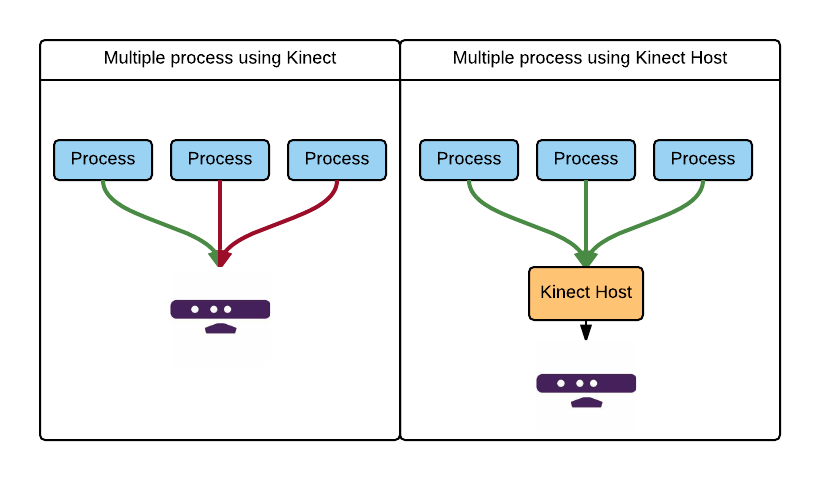 Multiple process using Kinect
Multiple process using Kinect Host
Process
Process
Process
Process
Process
Process
Kinect Host